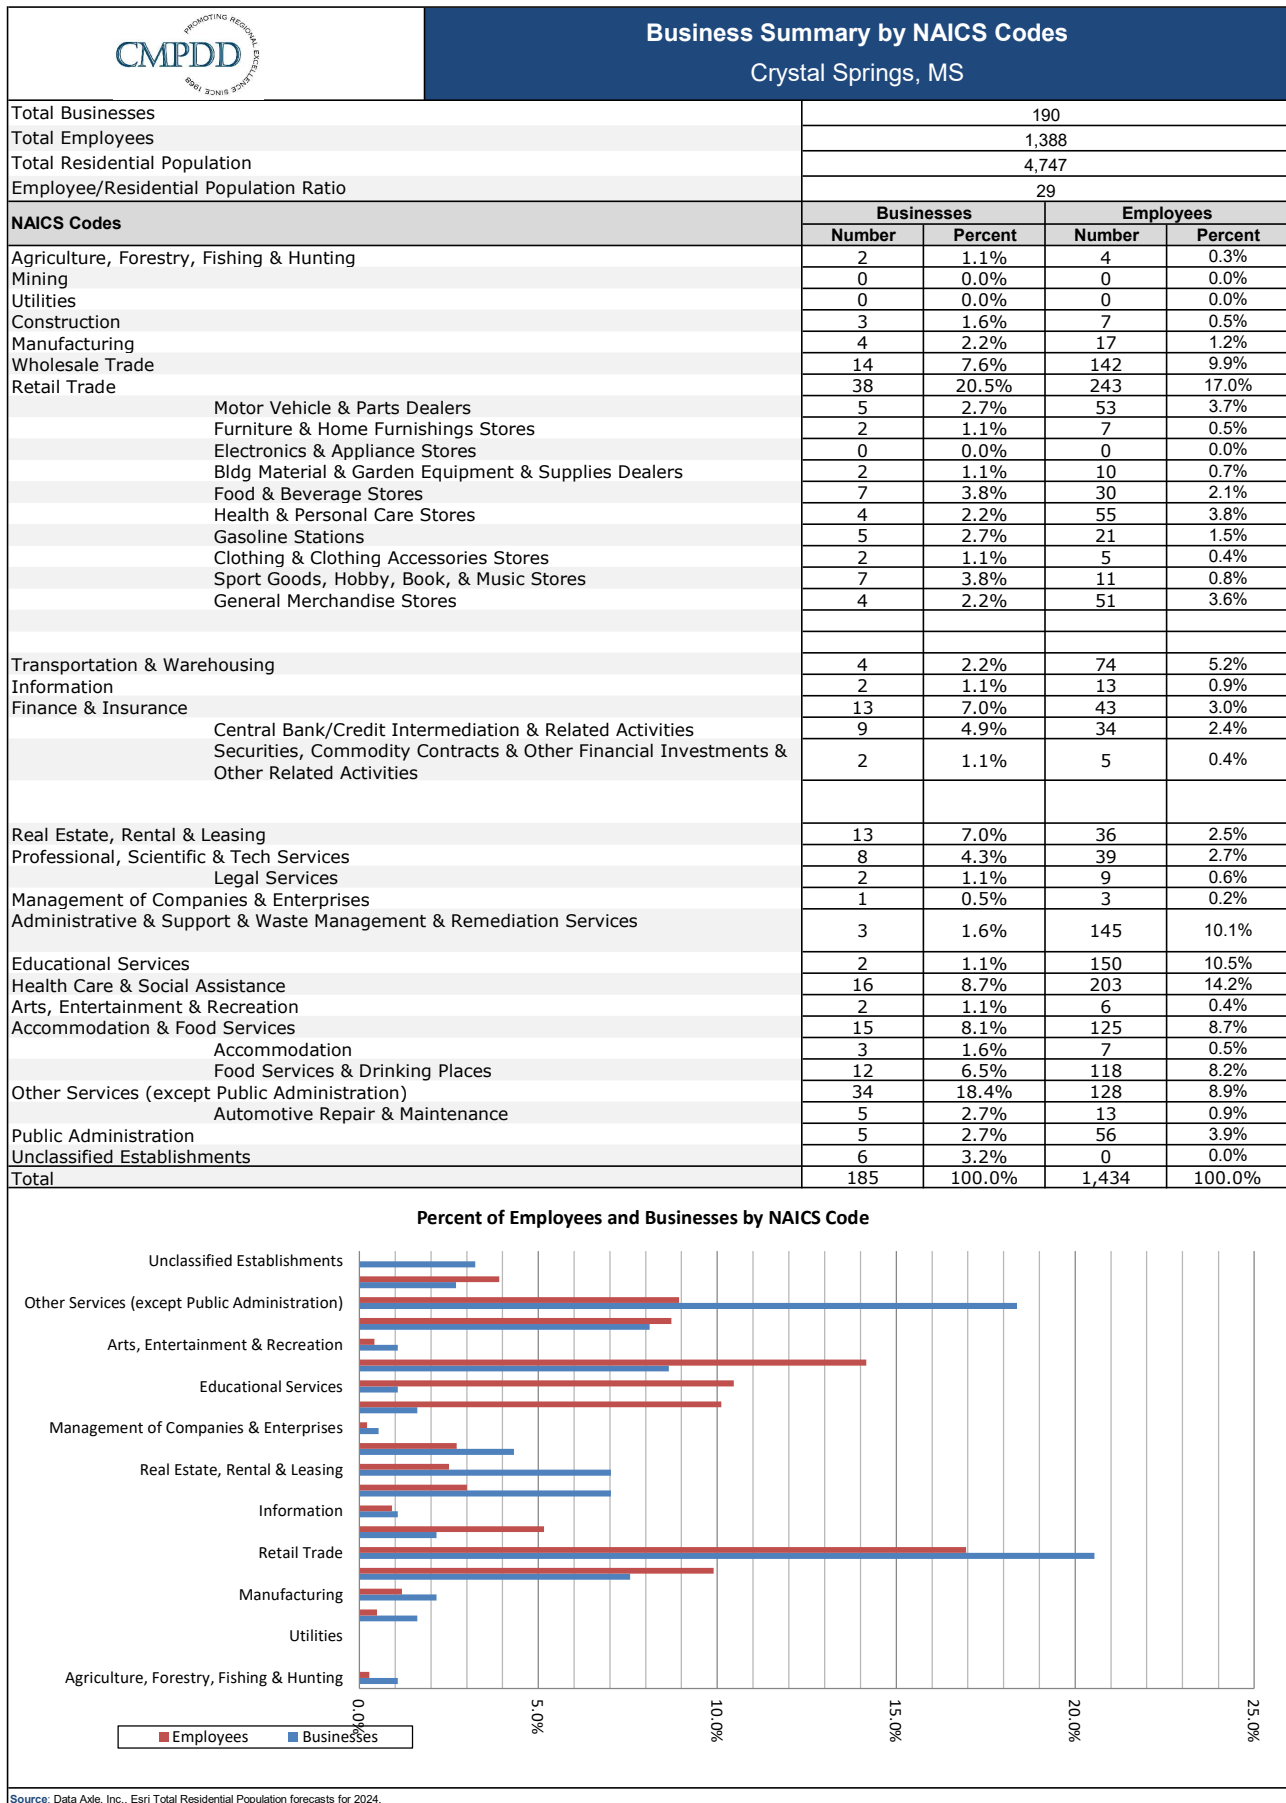 PROMOTING REGIONAL EXCELLENCE SINCE 1968
CMPDD
Business Summary by NAICS Codes
Crystal Springs, MS
Total Businesses 190
Total Employees 1,388
Total Residential Population 4,747
Employee/Residential Population Ratio 29
NAICS Codes Businesses Employees
Number Percent Number Percent
Agriculture, Forestry, Fishing & Hunting 2 1.1% 4 0.3%
Mining 0 0.0% 0 0.0%
Utilities 0 0.0% 0 0.0%
Construction 3 1.6% 7 0.5%
Manufacturing 4 2.2% 17 1.2%
Wholesale Trade 14 7.6% 142 9.9%
Retail Trade 38 20.5% 243 17.0%
Motor Vehicle & Parts Dealers 5 2.7% 53 3.7%
Furniture & Home Furnishings Stores 2 1.1% 7 0.5%
Electronics & Appliance Stores 0 0.0% 0 0.0%
Bldg Material & Garden Equipment & Supplies Dealers 2 1.1% 10 0.7%
Food & Beverage Stores 7 3.8% 30 2.1%
Health & Personal Care Stores 4 2.2% 55 3.8%
Gasoline Stations 5 2.7% 21 1.5%
Clothing & Clothing Accessories Stores 2 1.1% 5 0.4%
Sport Goods, Hobby, Book, & Music Stores 7 3.8% 11 0.8%
General Merchandise Stores 4 2.2% 51 3.6%
Transportation & Warehousing 4 2.2% 74 5.2%
Information 2 1.1% 13 0.9%
Finance & Insurance 13 7.0% 43 3.0%
Central Bank/Credit Intermediation & Related Activities 9 4.9% 34 2.4%
Securities, Commodity Contracts & Other Financial Investments &
Other Related Activities 2 1.1% 5 0.4%
Real Estate, Rental & Leasing 13 7.0% 36 2.5%
Professional, Scientific & Tech Services 8 4.3% 39 2.7%
Legal Services 2 1.1% 9 0.6%
Management of Companies & Enterprises 1 0.5% 3 0.2%
Administrative & Support & Waste Management & Remediation Services 3 1.6% 145 10.1%
Educational Services 2 1.1% 150 10.5%
Health Care & Social Assistance 16 8.7% 203 14.2%
Arts, Entertainment & Recreation 2 1.1% 6 0.4%
Accommodation & Food Services 15 8.1% 125 8.7%
Accommodation 3 1.6% 7 0.5%
Food Services & Drinking Places 12 6.5% 118 8.2%
Other Services (except Public Administration) 34 18.4% 128 8.9%
Automotive Repair & Maintenance 5 2.7% 13 0.9%
Public Administration 5 2.7% 56 3.9%
Unclassified Establishments 6 3.2% 0 0.0%
Total 185 100.0% 1,434 100.0%
Percent of Employees and Businesses by NAICS Code
Unclassified Establishments
Other Services (except Public Administration)
Arts, Entertainment & Recreation
Educational Services
Management of Companies & Enterprises
Real Estate, Rental & Leasing
Information
Retail Trade
Manufacturing
Utilities
Agriculture, Forestry, Fishing & Hunting
0.0% 5.0% 10.0% 15.0% 20.0% 25.0%
Employees Businesses
Source: Data Axle, Inc., Esri Total Residential Population forecasts for 2024.